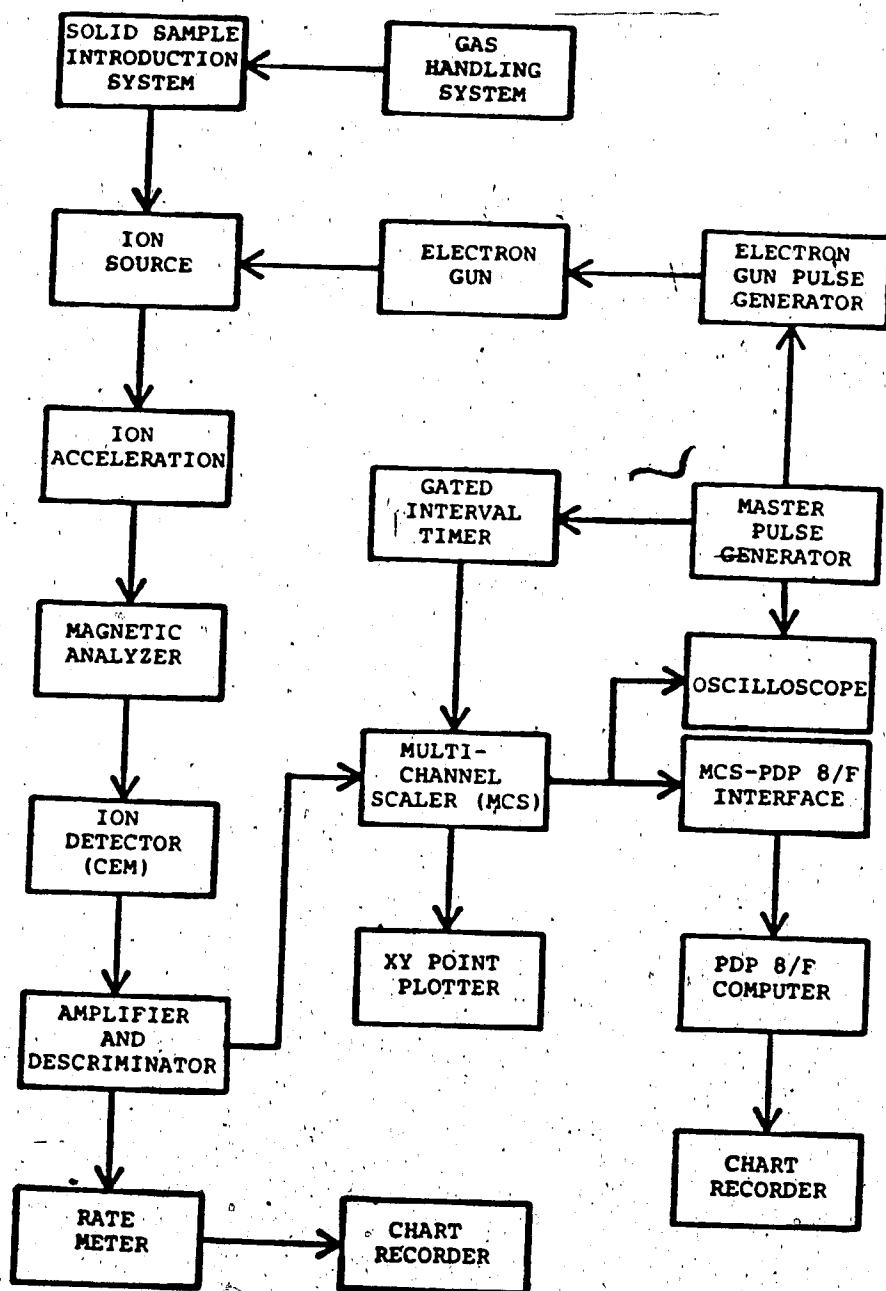 SOLID SAMPLE
INTRODUCTION
SYSTEM
GAS
HANDLING
SYSTEM
ION
SOURCE
ELECTRON
GUN
ELECTRON
GUN PULSE
GENERATOR
ION
ACCELERATION
GATED
INTERVAL
TIMER
MASTER
PULSE
GENERATOR
MAGNETIC
ANALYZER
OSCILLOSCOPE
MULTI-
CHANNEL
SCALER (MCS)
MCS-PDP 8/F
INTERFACE
ION
DETECTOR
(CEM)
XY POINT
PLOTTER
PDP 8/F
COMPUTER
AMPLIFIER
AND
DESCRIMINATOR
CHART
RECORDER
RATE
METER
CHART
RECORDER